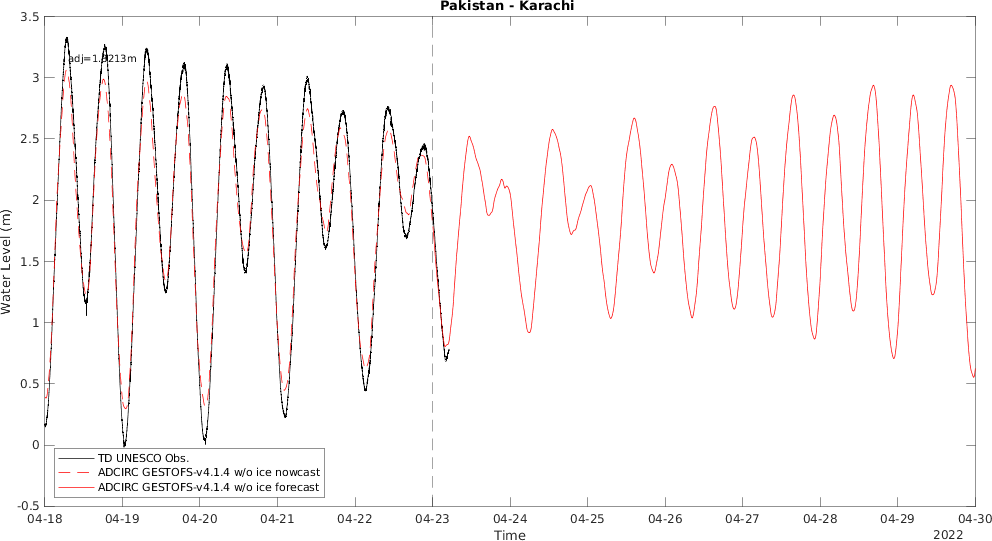 Pakistan - Karachi
3.5
adj=1.9213m
3
2.5
2
1.5
1
0.5
0
-0.5
Water Level (m)
TD UNESCO Obs.
ADCIRC GESTOFS-v4.1.4 w/o ice nowcast
ADCIRC GESTOFS-v4.1.4 w/o ice forecast
04-18 04-19 04-20 04-21 04-22 04-23 04-24 04-25 04-26 04-27 04-28 04-29 04-30
Time
2022